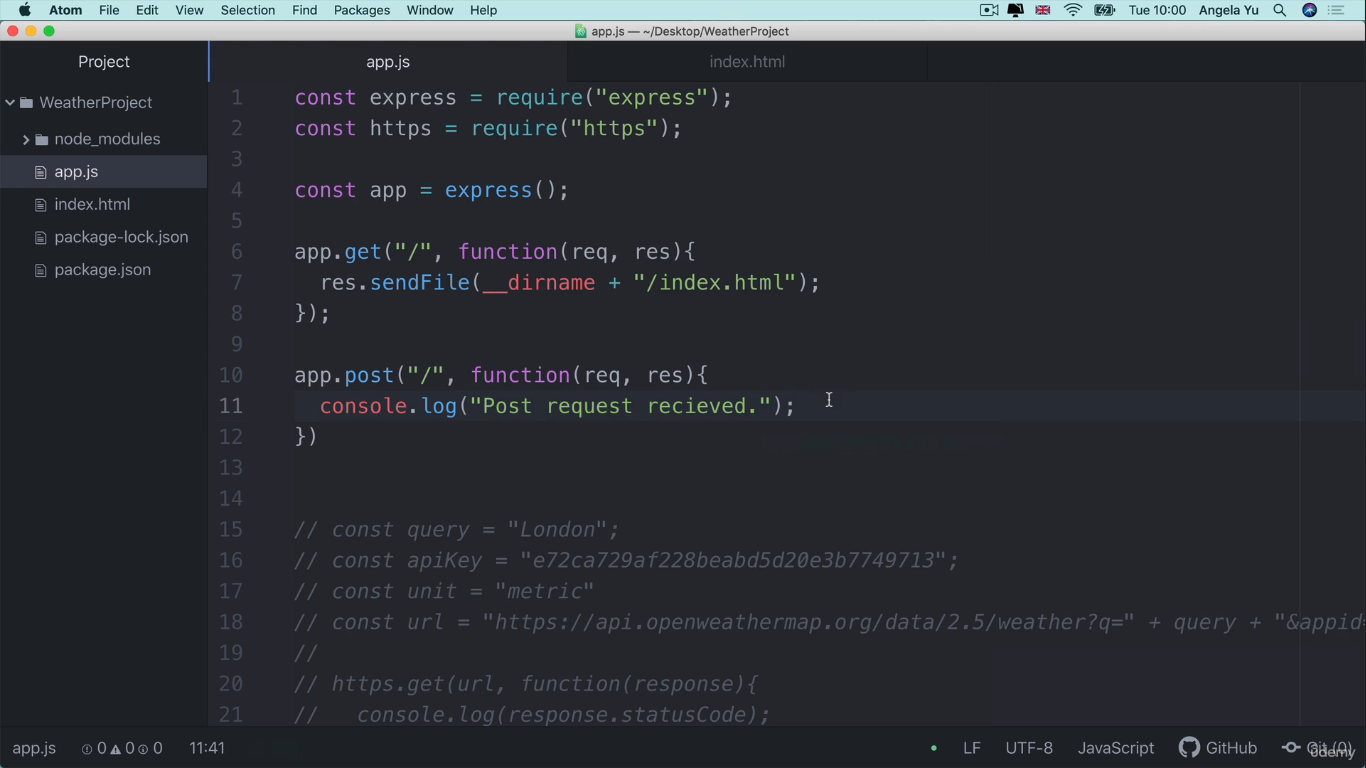 Atom File Edit View Selection Find Packages Window Help Tue 10:00 Angela Yu
app.js — ~/Desktop/WeatherProject
Project app.js index.html
WeatherProject
node_modules
app.js
index.html
package-lock.json
package.json
1 const express = require("express");
2 const https = require("https");
3
4 const app = express();
5
6 app.get("/", function(req, res){
7 res.sendFile(__dirname + "/index.html");
8 });
9
10 app.post("/", function(req, res){
11 console.log("Post request recieved.");
12 })
13
14
15 // const query = "London";
16 // const apiKey = "e72ca729af228beabd5d20e3b7749713";
17 // const unit = "metric"
18 // const url = "https://api.openweathermap.org/data/2.5/weather?q=" + query + "&appid=
19 //
20 // https.get(url, function(response){
21 // console.log(response.statusCode);
app.js 0 0 0 11:41 LF UTF-8 JavaScript GitHub Git (0)
udemy